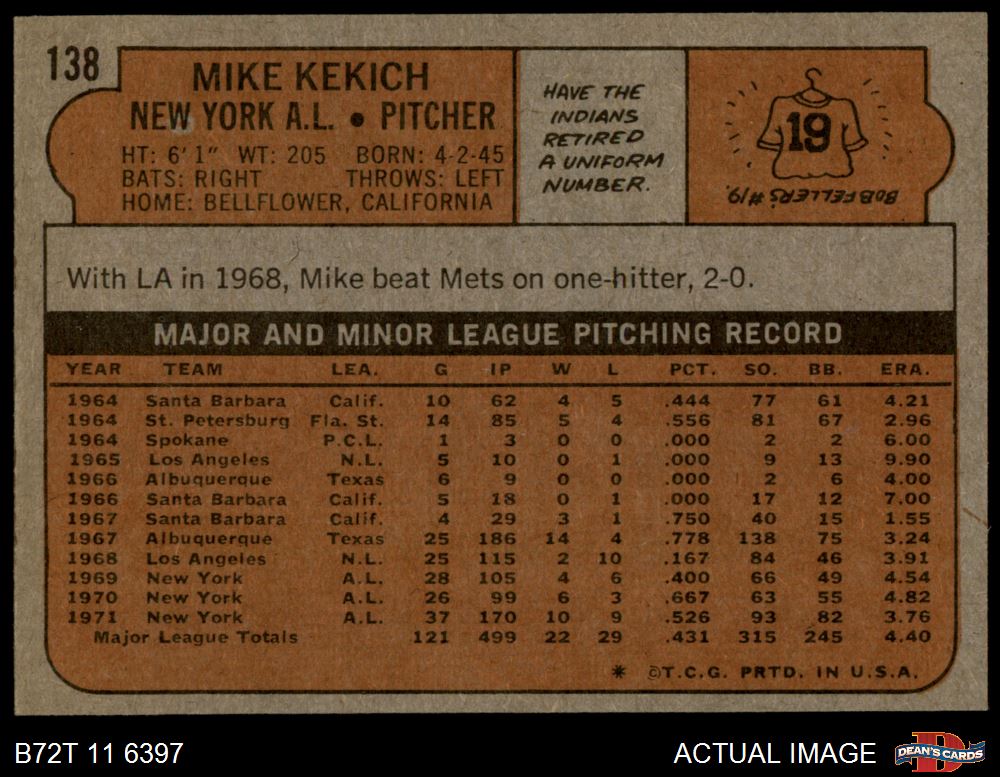 138
MIKE KEKICH
NEW YORK A.L. • PITCHER
HT: 6'1" WT: 205 BORN: 4-2-45
BATS: RIGHT THROWS: LEFT
HOME: BELLFLOWER, CALIFORNIA
HAVE THE
INDIANS
RETIRED
A UNIFORM
NUMBER.
19
BOB FELLER'S #19.
With LA in 1968, Mike beat Mets on one-hitter, 2-0.
MAJOR AND MINOR LEAGUE PITCHING RECORD
YEAR TEAM LEA. G IP W L PCT. SO. BB. ERA.
1964 Santa Barbara Calif. 10 62 4 5 .444 77 61 4.21
1964 St. Petersburg Fla. St. 14 85 5 4 .556 81 67 2.96
1964 Spokane P.C.L. 1 3 0 0 .000 2 2 6.00
1965 Los Angeles N.L. 5 10 0 1 .000 9 13 9.90
1966 Albuquerque Texas 6 9 0 0 .000 2 6 4.00
1966 Santa Barbara Calif. 5 18 0 1 .000 17 12 7.00
1967 Santa Barbara Calif. 4 29 3 1 .750 40 15 1.55
1967 Albuquerque Texas 25 186 14 4 .778 138 75 3.24
1968 Los Angeles N.L. 25 115 2 10 .167 84 46 3.91
1969 New York A.L. 28 105 4 6 .400 66 49 4.54
1970 New York A.L. 26 99 6 3 .667 63 55 4.82
1971 New York A.L. 37 170 10 9 .526 93 82 3.76
Major League Totals 121 499 22 29 .431 315 245 4.40
* ©T.C.G. PRTD. IN U.S.A.
B72T 11 6397
ACTUAL IMAGE
DEAN'S CARDS